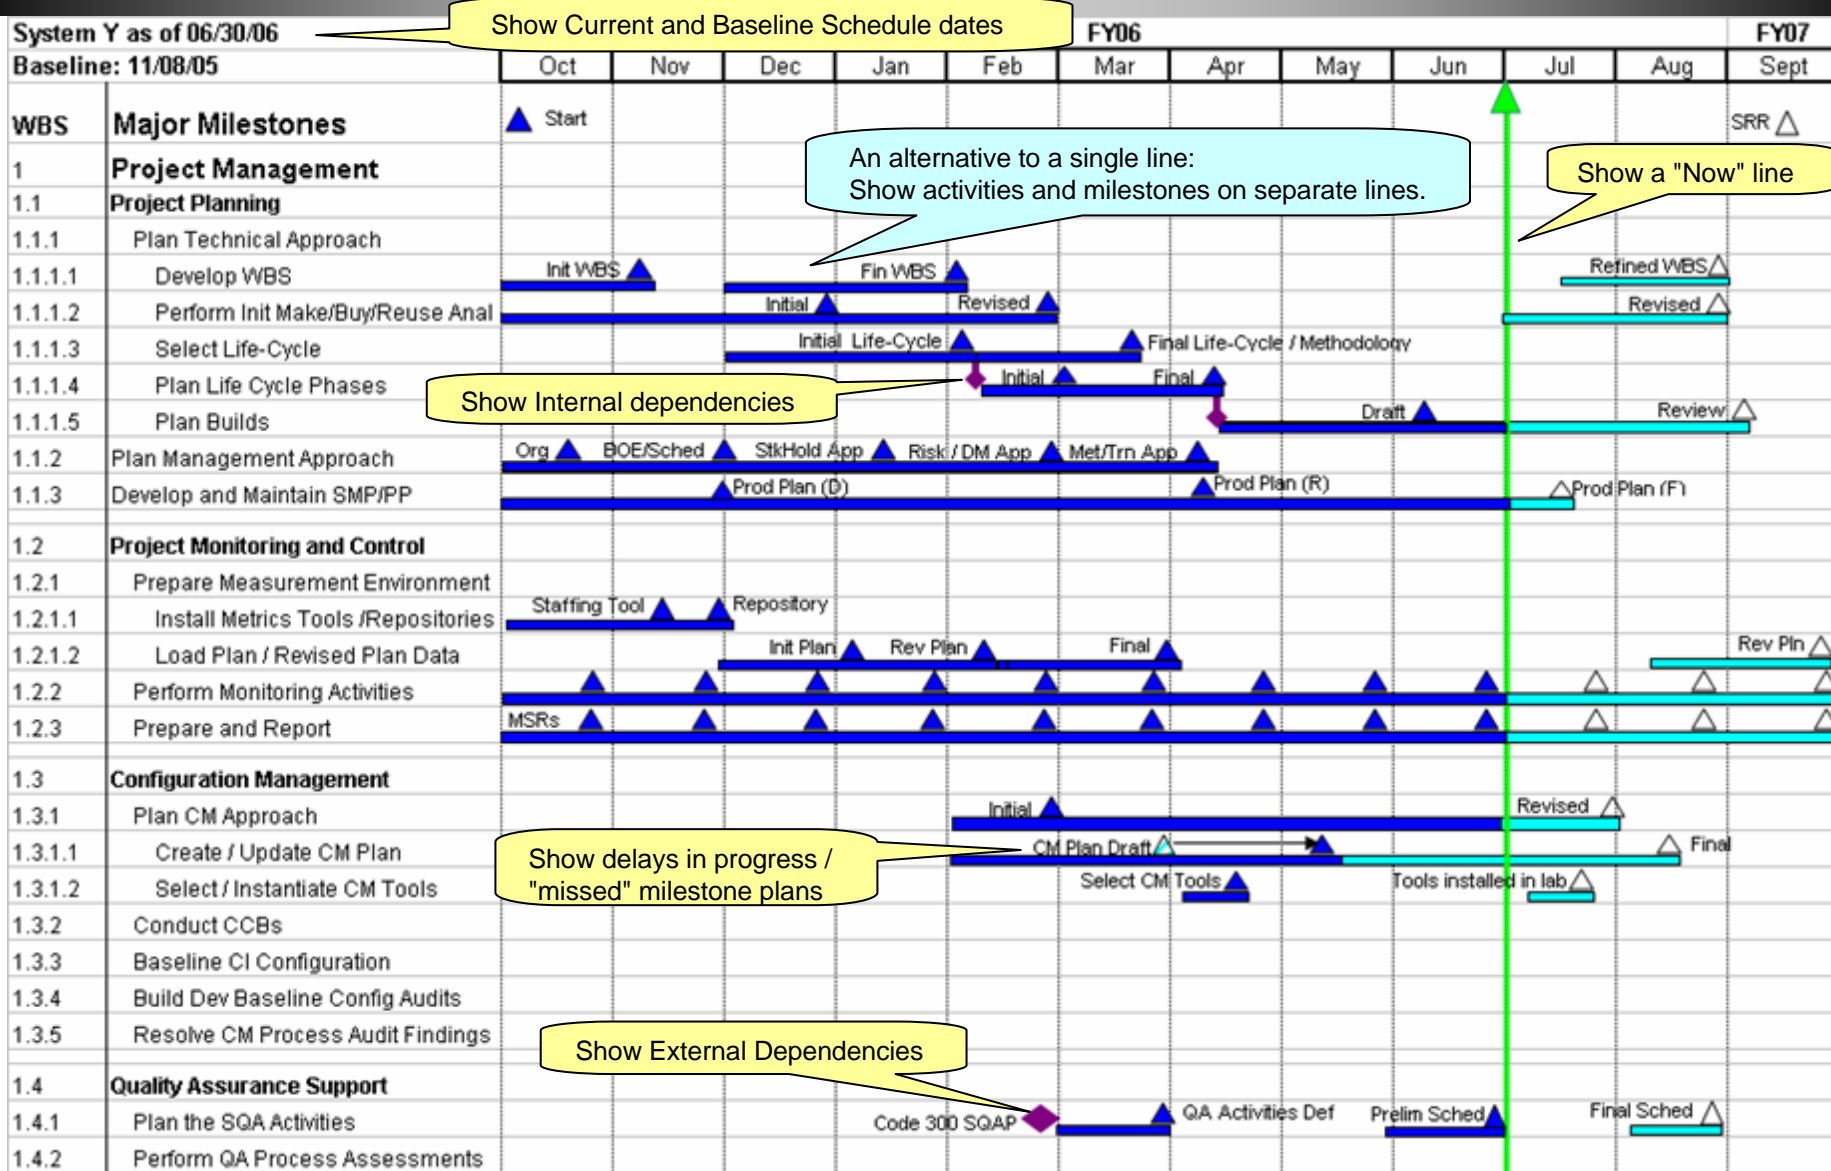 Show Current and Baseline Schedule dates
System Y as of 06/30/06 FY06 FY07
Baseline: 11/08/05 Oct Nov Dec Jan Feb Mar Apr May Jun Jul Aug Sept
WBS Major Milestones Start SRR
An alternative to a single line:
Show activities and milestones on separate lines.
Show a "Now" line
1 Project Management
1.1 Project Planning
1.1.1 Plan Technical Approach
1.1.1.1 Develop WBS Init WBS Fin WBS Refined WBS
1.1.1.2 Perform Init Make/Buy/Reuse Anal Initial Revised Revised
1.1.1.3 Select Life-Cycle Initial Life-Cycle Final Life-Cycle / Methodology
1.1.1.4 Plan Life Cycle Phases Initial Final
Show Internal dependencies
1.1.1.5 Plan Builds Draft Review
1.1.2 Plan Management Approach Org BOE/Sched StkHold App Risk / DM App Met/Trn App
1.1.3 Develop and Maintain SMP/PP Prod Plan (D) Prod Plan (R) Prod Plan (F)
1.2 Project Monitoring and Control
1.2.1 Prepare Measurement Environment
1.2.1.1 Install Metrics Tools /Repositories Staffing Tool Repository
1.2.1.2 Load Plan / Revised Plan Data Init Plan Rev Plan Final Rev Pln
1.2.2 Perform Monitoring Activities
1.2.3 Prepare and Report MSRs
1.3 Configuration Management
1.3.1 Plan CM Approach Initial Revised
1.3.1.1 Create / Update CM Plan CM Plan Draft Final
Show delays in progress /
"missed" milestone plans
1.3.1.2 Select / Instantiate CM Tools Select CM Tools Tools installed in lab
1.3.2 Conduct CCBs
1.3.3 Baseline CI Configuration
1.3.4 Build Dev Baseline Config Audits
1.3.5 Resolve CM Process Audit Findings
Show External Dependencies
1.4 Quality Assurance Support
1.4.1 Plan the SQA Activities Code 300 SQAP QA Activities Def Prelim Sched Final Sched
1.4.2 Perform QA Process Assessments